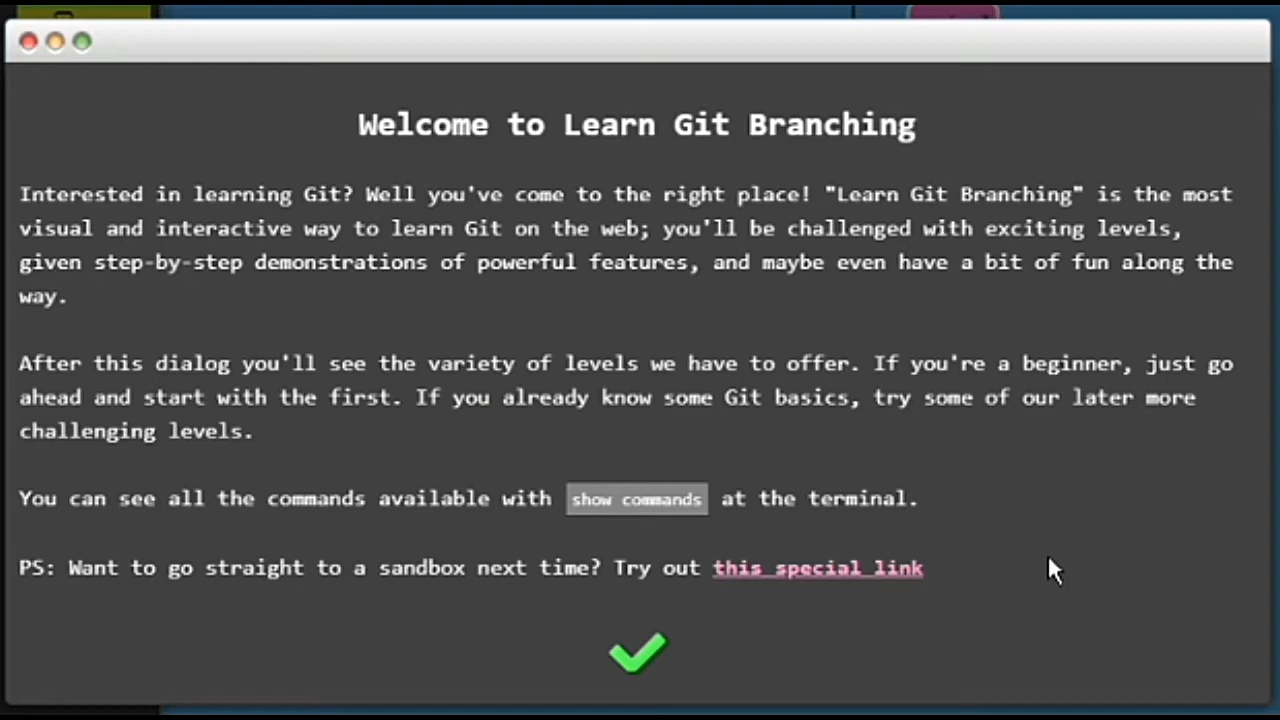 Welcome to Learn Git Branching
Interested in learning Git? Well you've come to the right place! "Learn Git Branching" is the most
visual and interactive way to learn Git on the web; you'll be challenged with exciting levels,
given step-by-step demonstrations of powerful features, and maybe even have a bit of fun along the
way.
After this dialog you'll see the variety of levels we have to offer. If you're a beginner, just go
ahead and start with the first. If you already know some Git basics, try some of our later more
challenging levels.
You can see all the commands available with show commands at the terminal.
PS: Want to go straight to a sandbox next time? Try out this special link